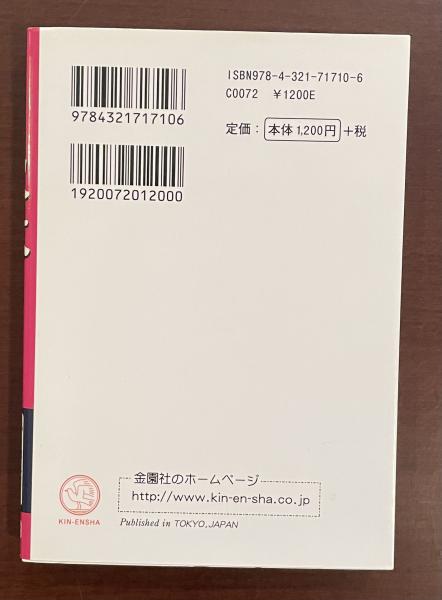 9784321717106
1920072012000
ISBN978-4-321-71710-6
C0072 ¥1200E
定価：本体1,200円+税
金園社のホームページ
http://www.kin-en-sha.co.jp
KIN-ENSHA
Published in TOKYO,JAPAN